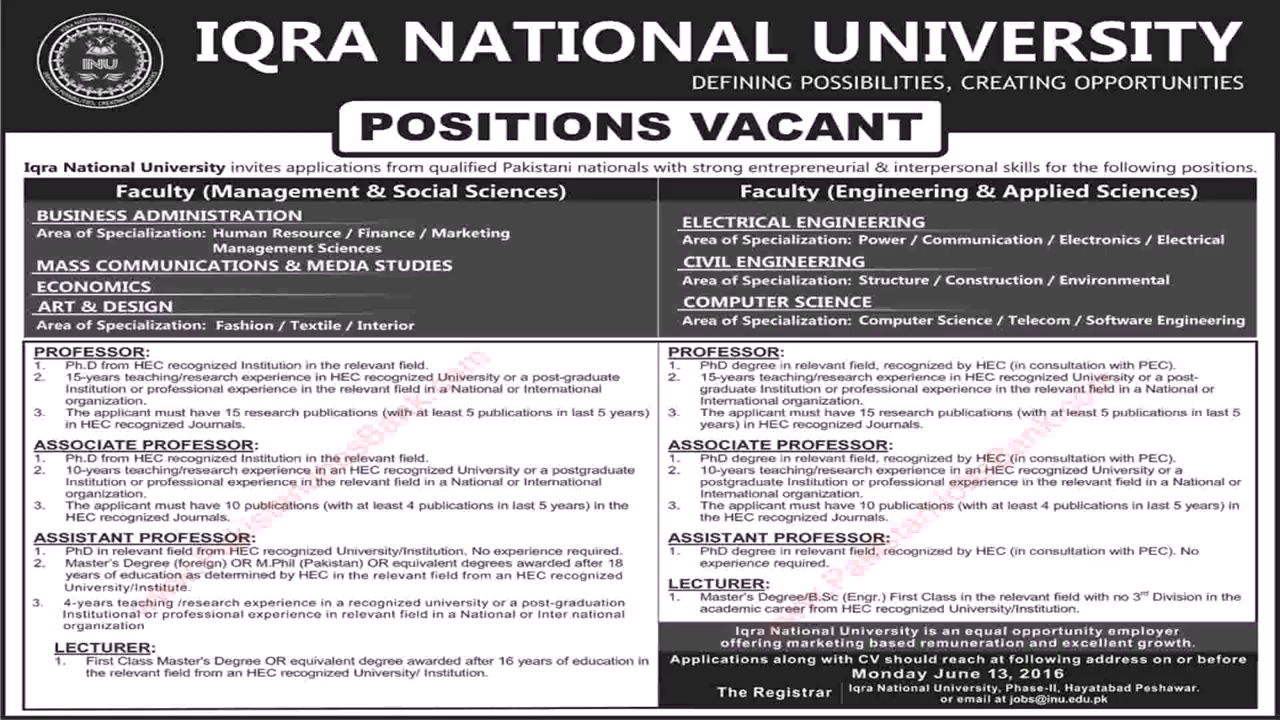 INU
IQRA NATIONAL UNIVERSITY
DEFINING POSSIBILITIES, CREATING OPPORTUNITIES
POSITIONS VACANT
Iqra National University invites applications from qualified Pakistani nationals with strong entrepreneurial & interpersonal skills for the following positions.
Faculty (Management & Social Sciences)
BUSINESS ADMINISTRATION
Area of Specialization: Human Resource / Finance / Marketing
Management Sciences
MASS COMMUNICATIONS & MEDIA STUDIES
ECONOMICS
ART & DESIGN
Area of Specialization: Fashion / Textile / Interior
PROFESSOR:
1. Ph.D from HEC recognized Institution in the relevant field.
2. 15-years teaching/research experience in HEC recognized University or a post-graduate
Institution or professional experience in the relevant field in a National or International
organization.
3. The applicant must have 15 research publications (with at least 5 publications in last 5 years)
in HEC recognized Journals.
ASSOCIATE PROFESSOR:
1. Ph.D from HEC recognized Institution in the relevant field.
2. 10-years teaching/research experience in an HEC recognized University or a postgraduate
Institution or professional experience in the relevant field in a National or International
organization.
3. The applicant must have 10 publications (with at least 4 publications in last 5 years) in the
HEC recognized Journals.
ASSISTANT PROFESSOR:
1. PhD in relevant field from HEC recognized University/Institution. No experience required.
2. Master's Degree (foreign) OR M.Phil (Pakistan) OR equivalent degrees awarded after 18
years of education as determined by HEC in the relevant field from an HEC recognized
University/Institute.
3. 4-years teaching /research experience in a recognized university or a post-graduation
Institutional or professional experience in relevant field in a National or Inter national
organization
LECTURER:
1. First Class Master's Degree OR equivalent degree awarded after 16 years of education in
the relevant field from an HEC recognized University/ Institution.
Faculty (Engineering & Applied Sciences)
ELECTRICAL ENGINEERING
Area of Specialization: Power / Communication / Electronics / Electrical
CIVIL ENGINEERING
Area of Specialization: Structure / Construction / Environmental
COMPUTER SCIENCE
Area of Specialization: Computer Science / Telecom / Software Engineering
PROFESSOR:
1. PhD degree in relevant field, recognized by HEC (in consultation with PEC).
2. 15-years teaching/research experience in HEC recognized University or a post-
graduate Institution or professional experience in the relevant field in a National or
International organization.
3. The applicant must have 15 research publications (with at least 5 publications in last 5
years) in HEC recognized Journals.
ASSOCIATE PROFESSOR:
1. PhD degree in relevant field, recognized by HEC (in consultation with PEC).
2. 10-years teaching/research experience in an HEC recognized University or a
postgraduate Institution or professional experience in the relevant field in a National or
International organization.
3. The applicant must have 10 publications (with at least 4 publications in last 5 years) in
the HEC recognized Journals.
ASSISTANT PROFESSOR:
1. PhD degree in relevant field, recognized by HEC (in consultation with PEC). No
experience required.
LECTURER:
1. Master's Degree/B.Sc (Engr.) First Class in the relevant field with no 3rd Division in the
academic career from HEC recognized University/Institution.
Iqra National University is an equal opportunity employer
offering marketing based remuneration and excellent growth.
Applications along with CV should reach at following address on or before
Monday June 13, 2016
The Registrar
Iqra National University, Phase-II, Hayatabad Peshawar.
or email at jobs@inu.edu.pk